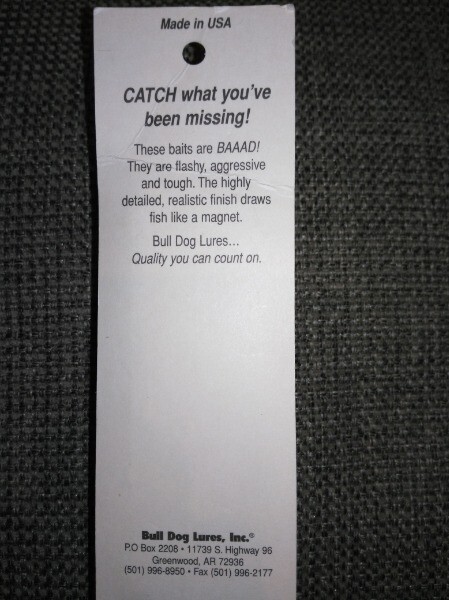 Made in USA
CATCH what you've
been missing!
These baits are BAAAD!
They are flashy, aggressive
and tough. The highly
detailed, realistic finish draws
fish like a magnet.
Bull Dog Lures...
Quality you can count on.
Bull Dog Lures, Inc.®
P.O Box 2208 • 11739 S. Highway 96
Greenwood, AR 72936
(501) 996-8950 • Fax (501) 996-2177